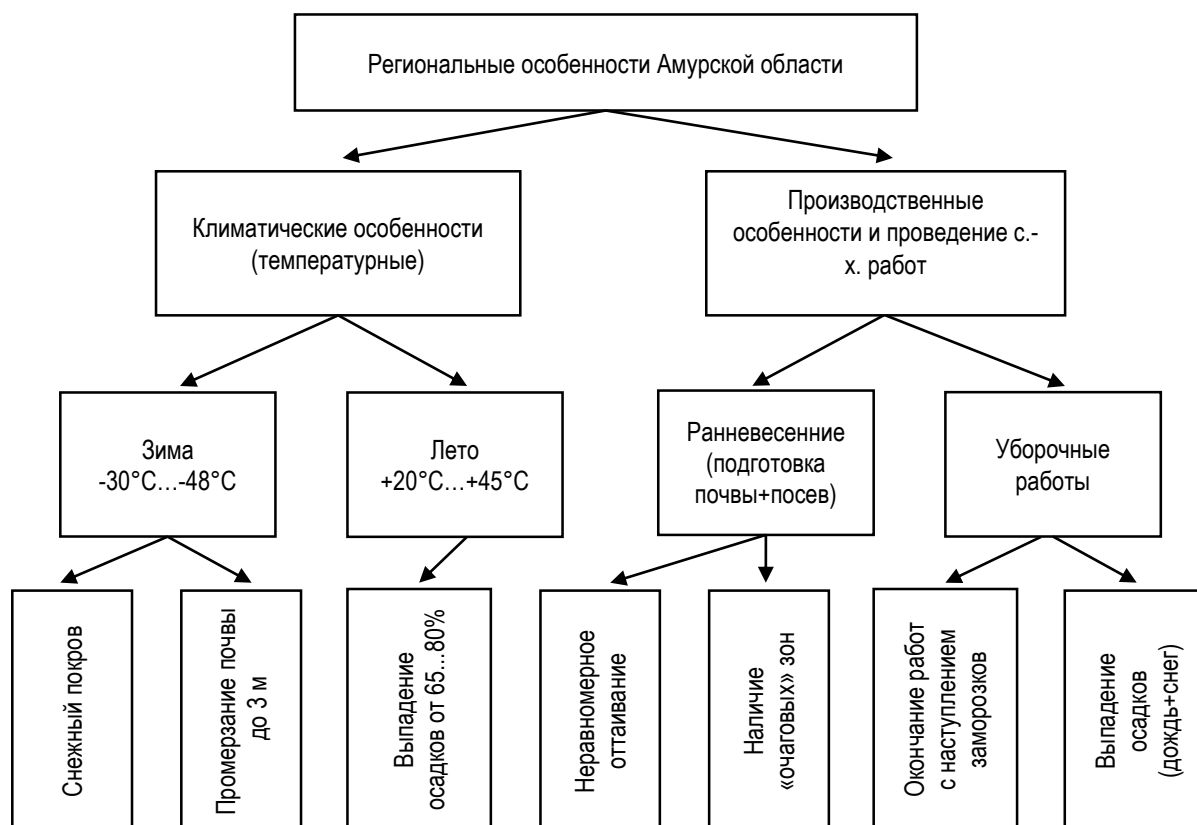 Региональные особенности Амурской области
Климатические особенности
(температурные)
Производственные
особенности и проведение с.-
х. работ
Зима
-30°C…-48°C
Лето
+20°C…+45°C
Ранневесенние
(подготовка
почвы+посев)
Уборочные
работы
Снежный покров
Промерзание почвы
до 3 м
Выпадение
осадков от 65...80%
Неравномерное
оттаивание
Наличие
«очаговых» зон
Окончание работ
с наступлением
заморозков
Выпадение
осадков
(дождь+снег)